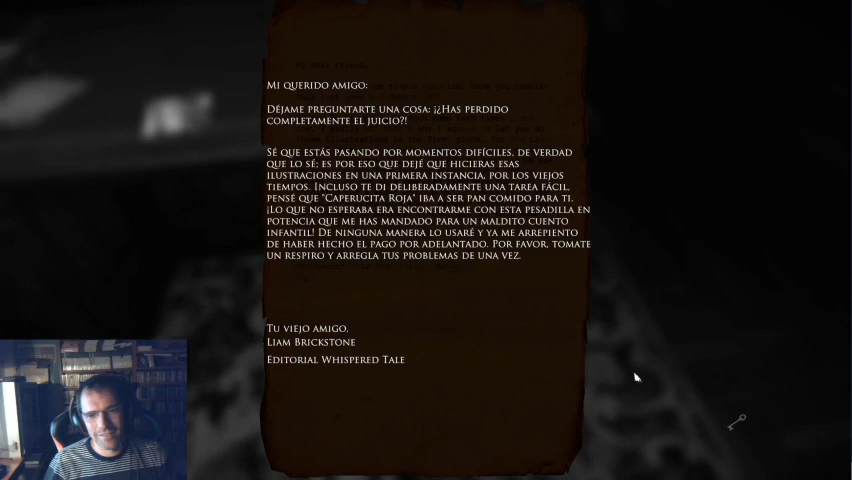 Mi querido amigo:
Déjame preguntarte una cosa: ¡¿Has perdido
completamente el juicio?!
Sé que estás pasando por momentos difíciles, de verdad
que lo sé; es por eso que dejé que hicieras esas
ilustraciones en una primera instancia, por los viejos
tiempos. Incluso te di deliberadamente una tarea fácil,
pensé que "Caperucita Roja" iba a ser pan comido para ti.
¡Lo que no esperaba era encontrarme con esta pesadilla en
potencia que me has mandado para un maldito cuento
infantil! De ninguna manera lo usaré y ya me arrepiento
de haber hecho el pago por adelantado. Por favor, tomate
un respiro y arregla tus problemas de una vez.
Tu viejo amigo,
Liam Brickstone
Editorial Whispered Tale